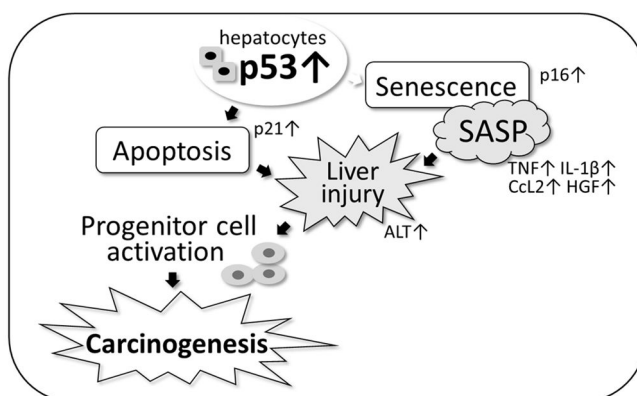 hepatocytes
p53↑
Senescence
p16↑
SASP
TNF↑ IL-1β↑
CcL2↑ HGF↑
p21↑
Apoptosis
Liver
injury
ALT↑
Progenitor cell
activation
Carcinogenesis